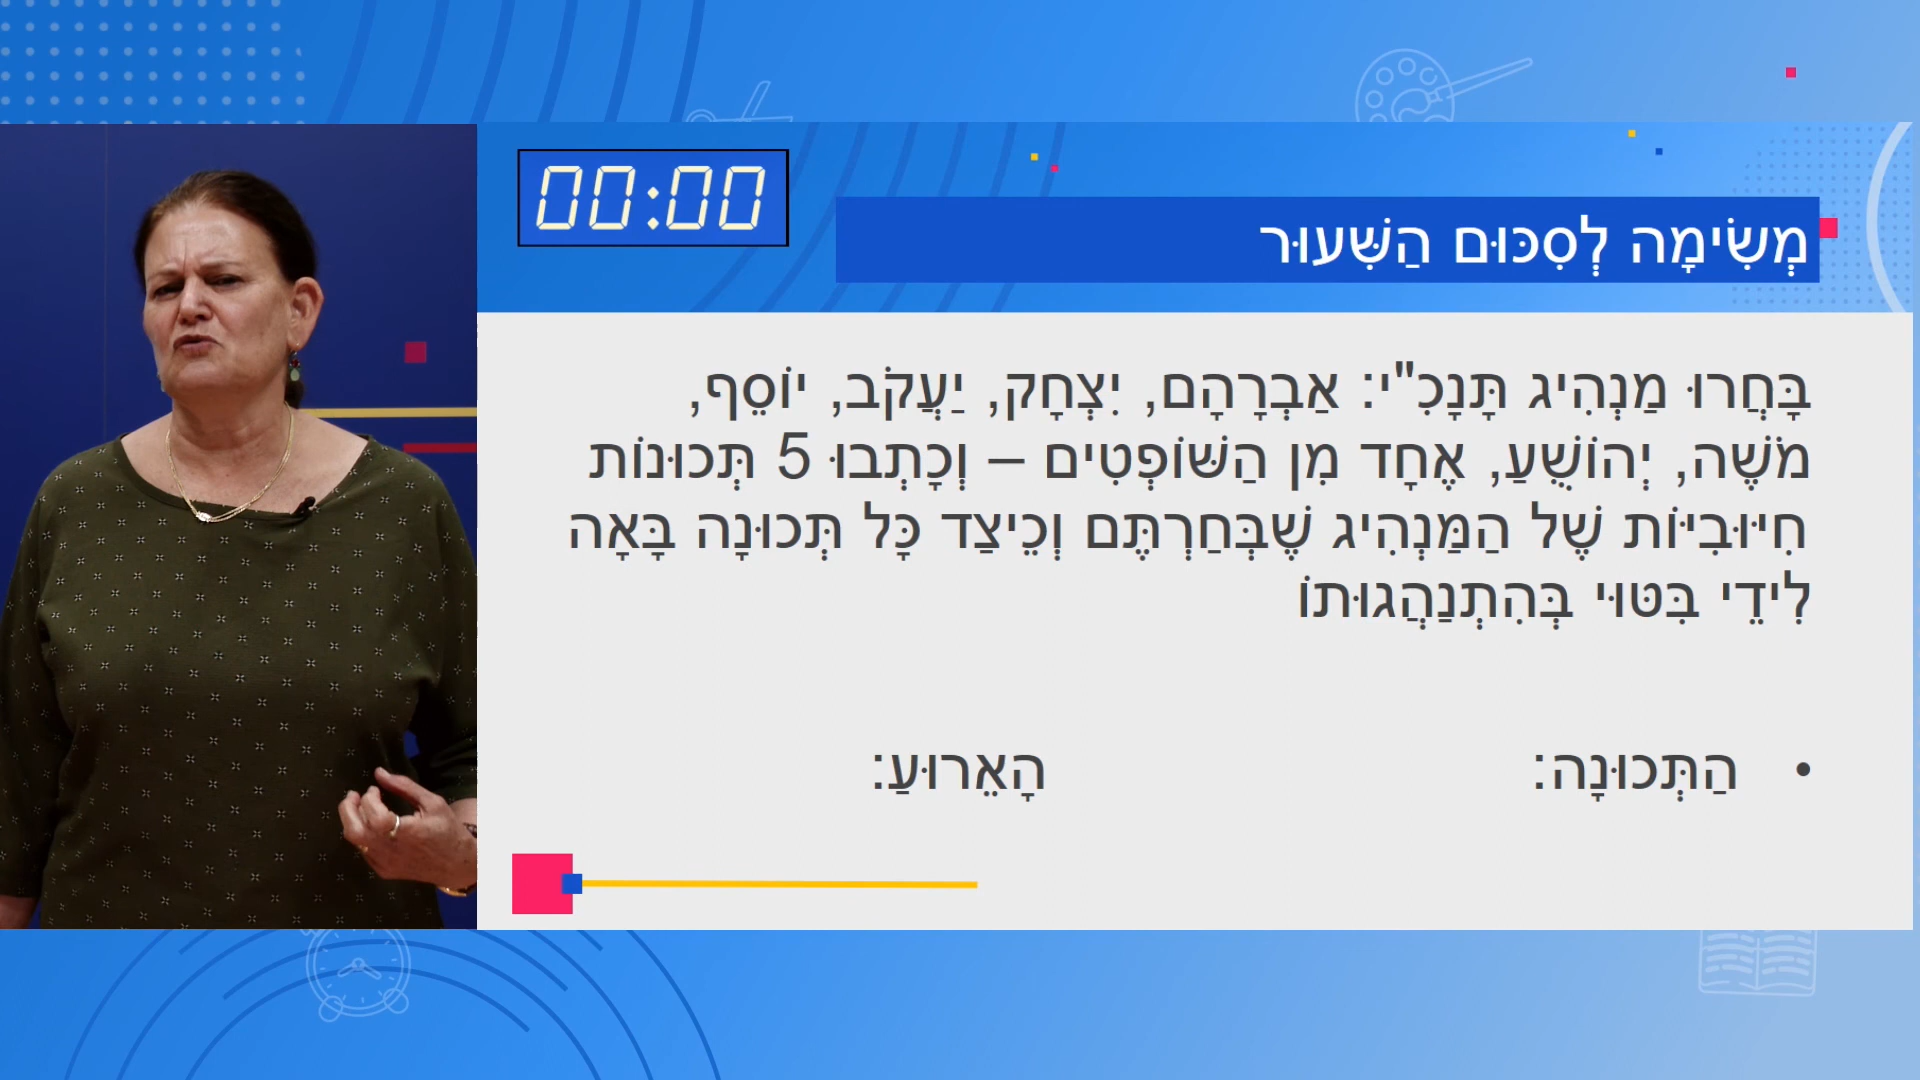 00:00
מְשִׂימָה לְסִכּוּם הַשִּׁעוּר
בָּחֲרוּ מַנְהִיג תָּנָכִ"י: אַבְרָהָם, יִצְחָק, יַעֲקֹב, יוֹסֵף,
מֹשֶׁה, יְהוֹשֻׁעַ, אֶחָד מִן הַשּׁוֹפְטִים – וְכָתְבוּ 5 תְּכוּנוֹת
חִיּוּבִיּוֹת שֶׁל הַמַּנְהִיג שֶׁבְּחַרְתֶּם וְכֵיצַד כָּל תְּכוּנָה בָּאָה
לִידֵי בִּטּוּי בְּהִתְנַהֲגוּתוֹ
• הַתְּכוּנָה: הָאֵרוּעַ: